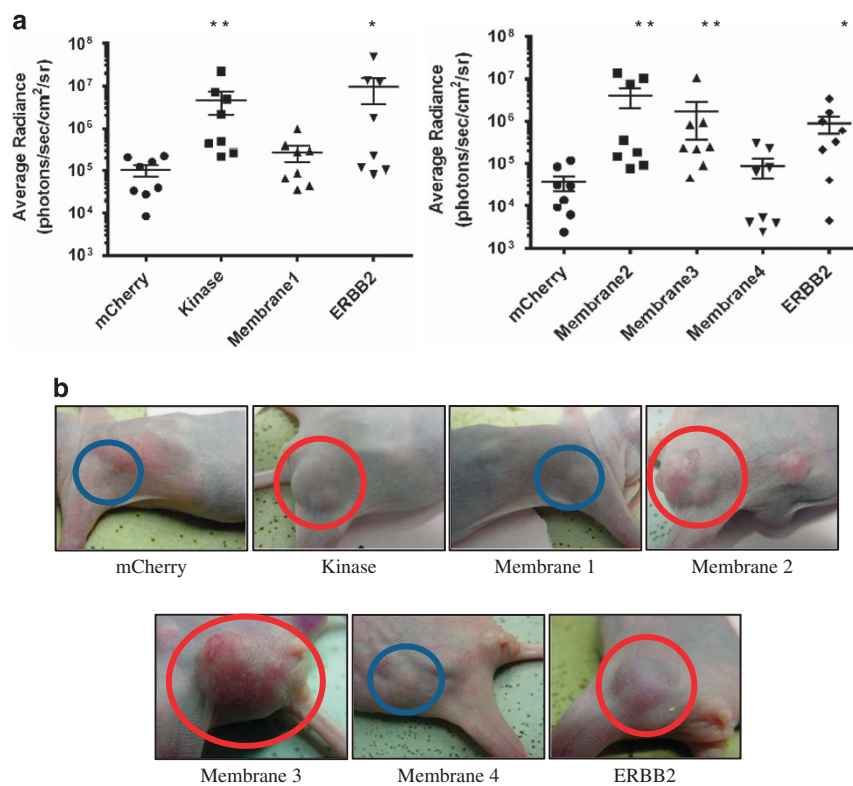 a
** *
Average Radiance
(photons/sec/cm²/sr)
10⁸
10⁷
10⁶
10⁵
10⁴
10³
mCherry
Kinase
Membrane1
ERBB2
** ** *
Average Radiance
(photons/sec/cm²/sr)
10⁸
10⁷
10⁶
10⁵
10⁴
10³
mCherry
Membrane2
Membrane3
Membrane4
ERBB2
b
mCherry Kinase Membrane 1 Membrane 2
Membrane 3 Membrane 4 ERBB2